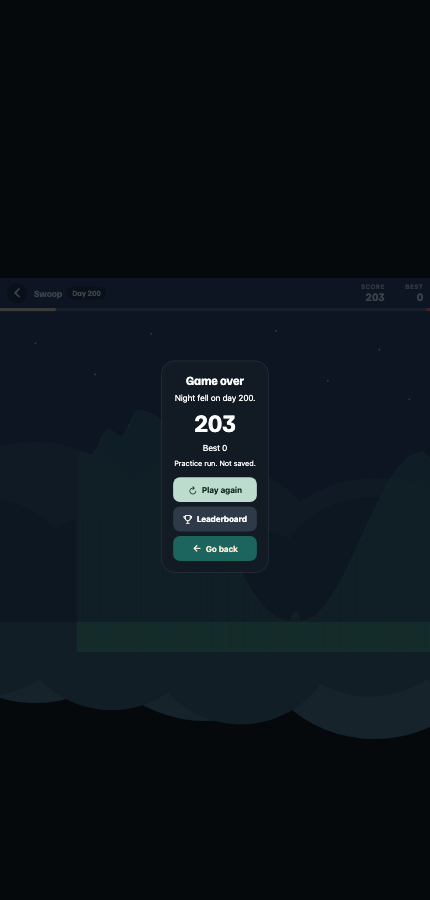 Swoop Day 200
SCORE BEST
203 0
Game over
Night fell on day 200.
203
Best 0
Practice run. Not saved.
Play again
Leaderboard
Go back